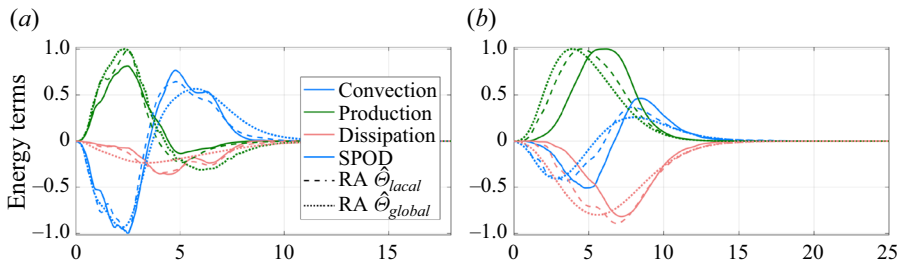 (a)
(b)
Energy terms
1.0
0.5
0
−0.5
−1.0
0 5 10 15
Convection
Production
Dissipation
SPOD
RA Θ̂lacal
RA Θ̂global
1.0
0.5
0
−0.5
−1.0
0 5 10 15 20 25